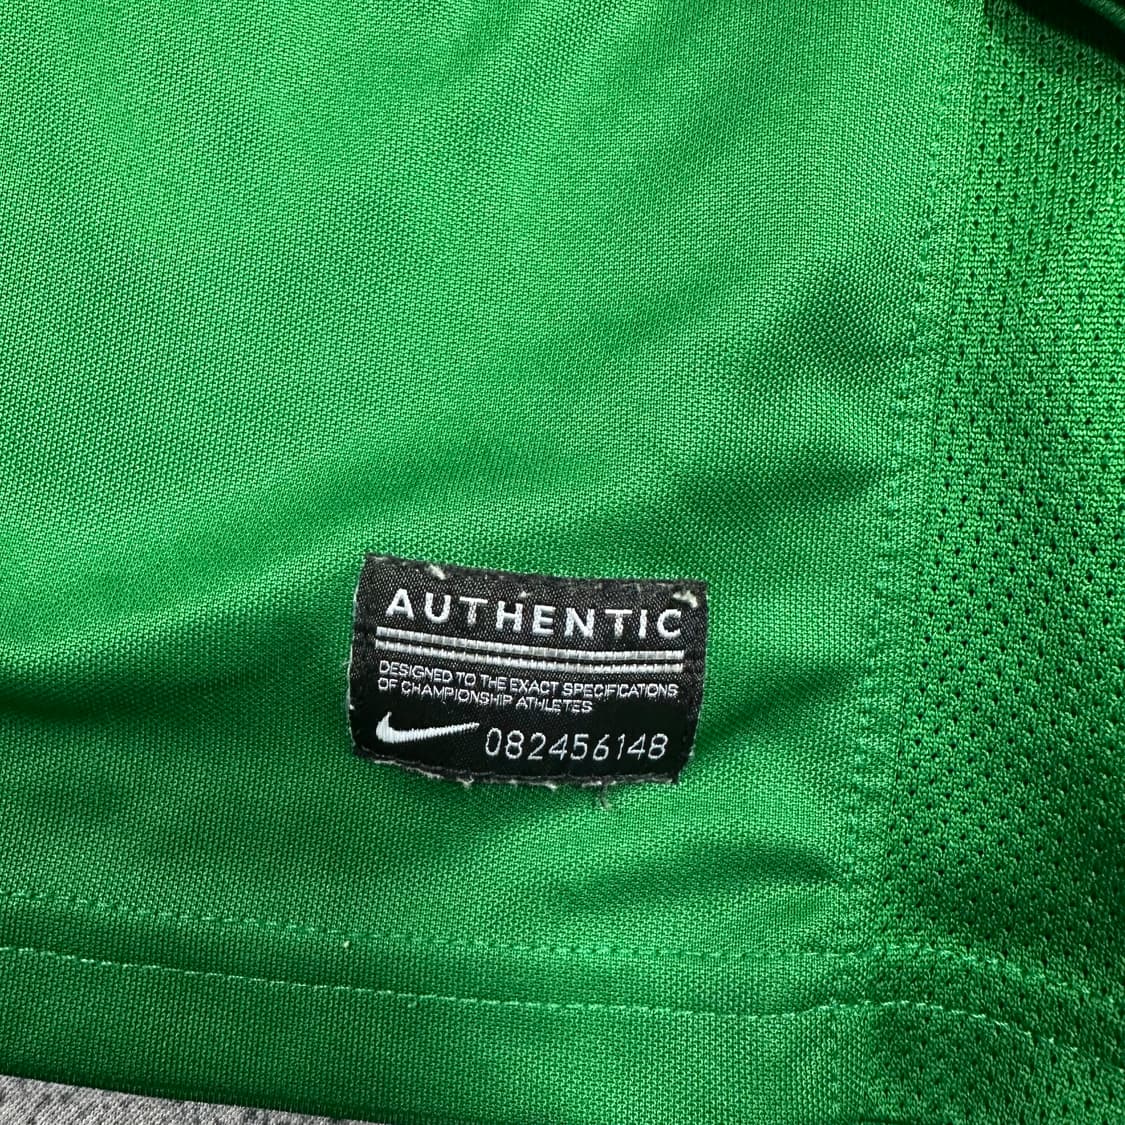 AUTHENTIC
DESIGNED TO THE EXACT SPECIFICATIONS
OF CHAMPIONSHIP ATHLETES
082456148